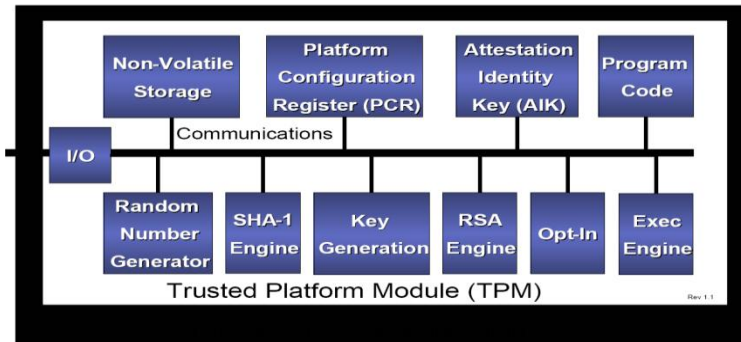 Non-Volatile
Storage
Platform
Configuration
Register (PCR)
Attestation
Identity
Key (AIK)
Program
Code
Communications
I/O
Random
Number
Generator
SHA-1
Engine
Key
Generation
RSA
Engine
Opt-In
Exec
Engine
Trusted Platform Module (TPM)
Rev 1.1